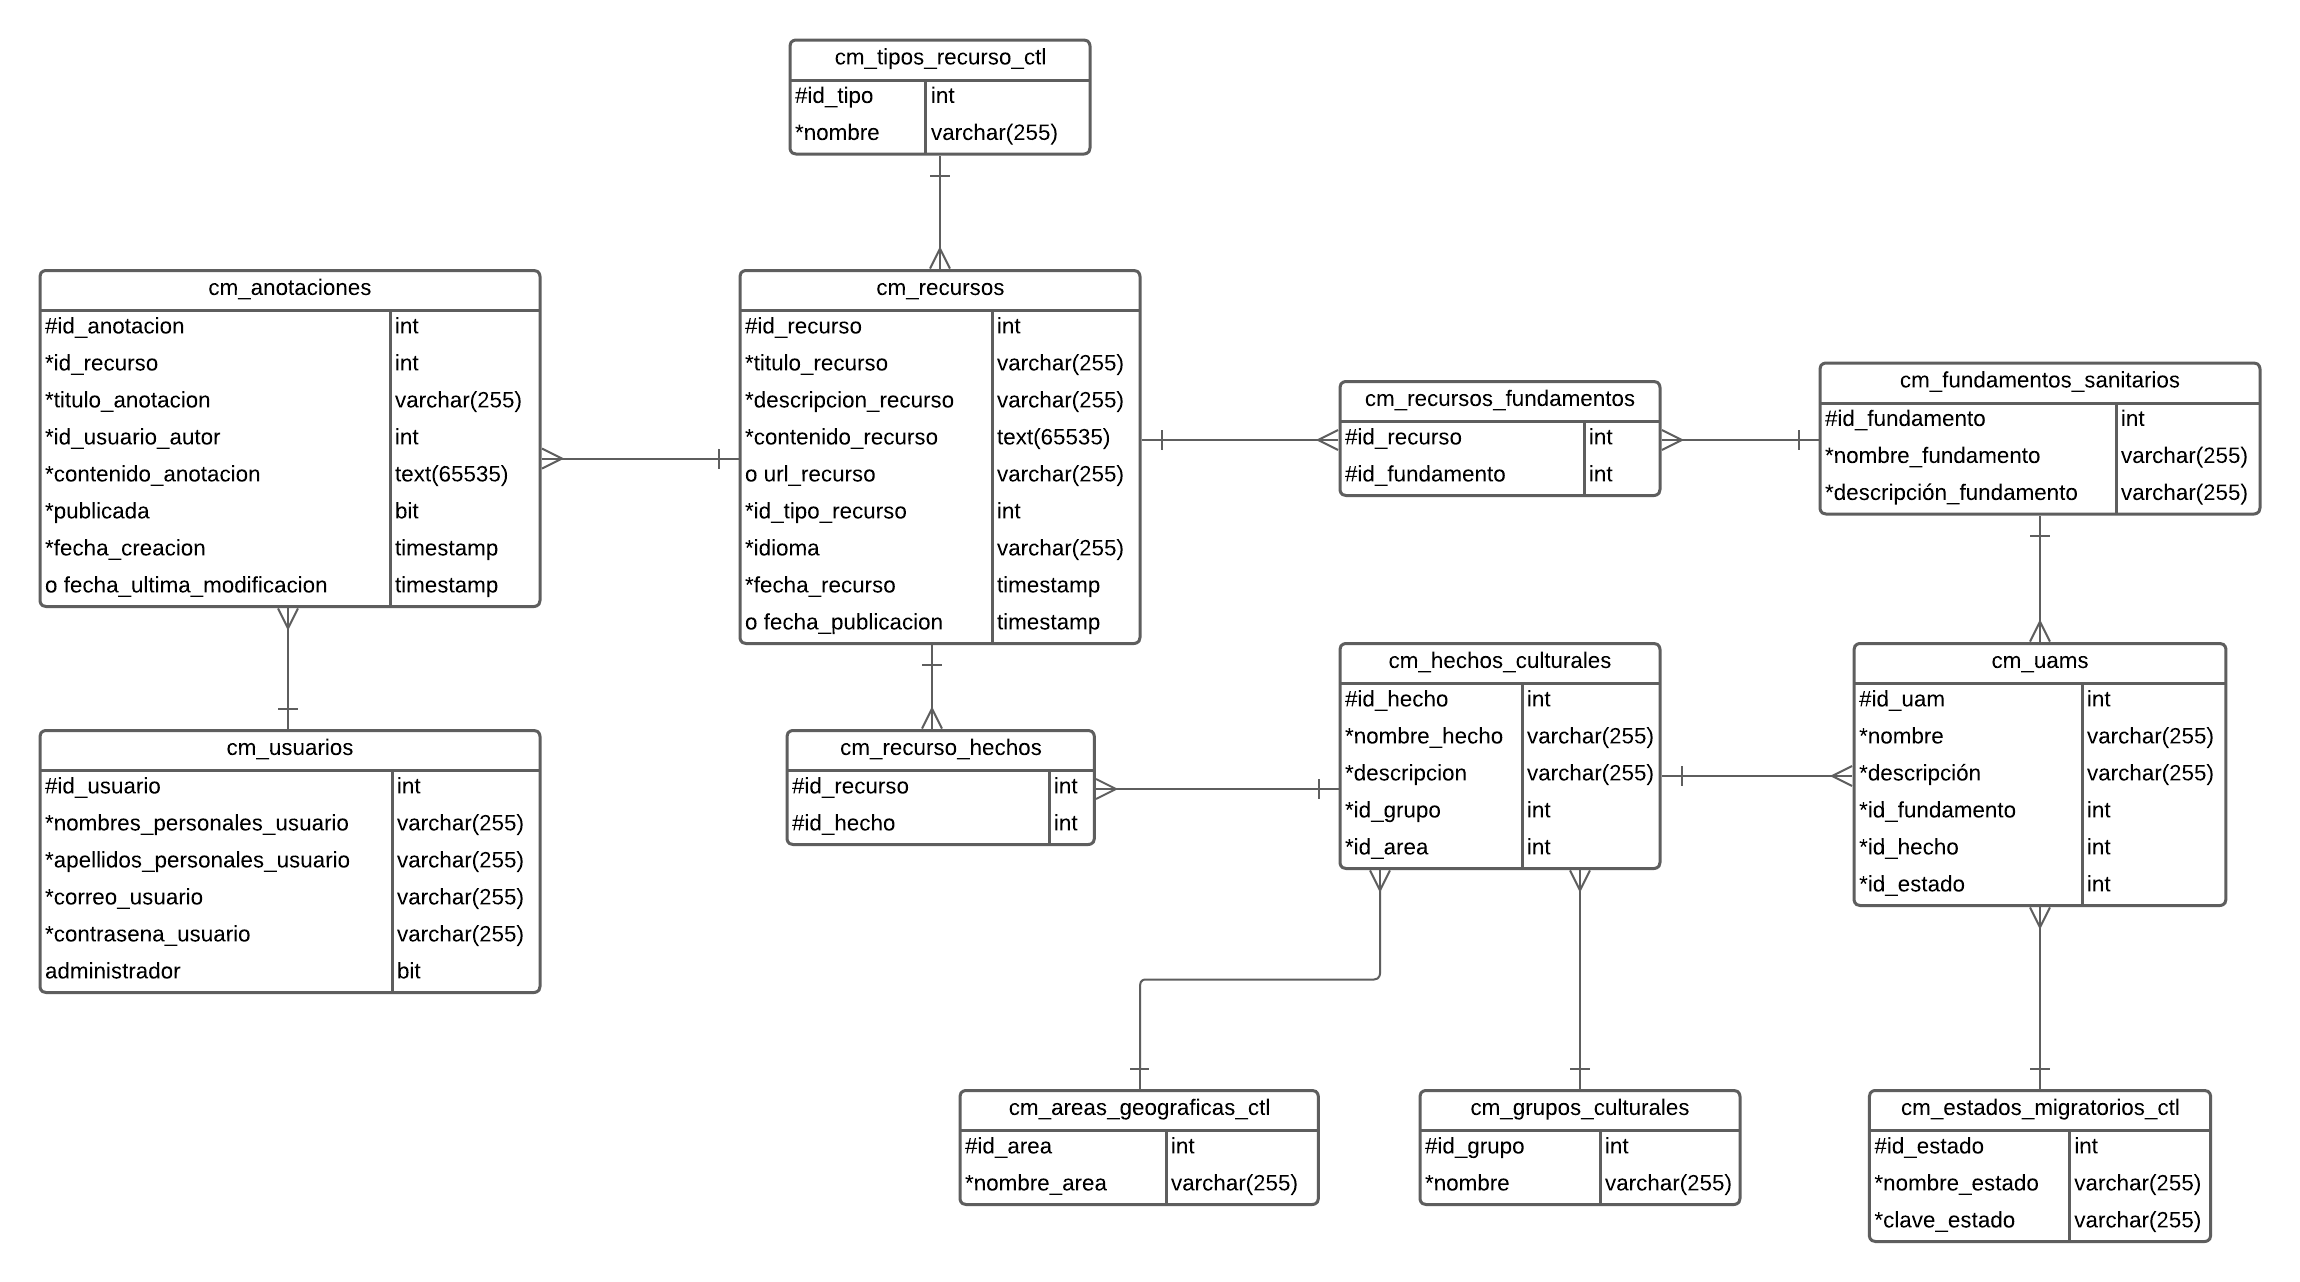 cm_tipos_recurso_ctl
#id_tipo int
*nombre varchar(255)
cm_anotaciones
#id_anotacion int
*id_recurso int
*titulo_anotacion varchar(255)
*id_usuario_autor int
*contenido_anotacion text(65535)
*publicada bit
*fecha_creacion timestamp
o fecha_ultima_modificacion timestamp
cm_recursos
#id_recurso int
*titulo_recurso varchar(255)
*descripcion_recurso varchar(255)
*contenido_recurso text(65535)
o url_recurso varchar(255)
*id_tipo_recurso int
*idioma varchar(255)
*fecha_recurso timestamp
o fecha_publicacion timestamp
cm_recursos_fundamentos
#id_recurso int
#id_fundamento int
cm_fundamentos_sanitarios
#id_fundamento int
*nombre_fundamento varchar(255)
*descripción_fundamento varchar(255)
cm_usuarios
#id_usuario int
*nombres_personales_usuario varchar(255)
*apellidos_personales_usuario varchar(255)
*correo_usuario varchar(255)
*contrasena_usuario varchar(255)
administrador bit
cm_recurso_hechos
#id_recurso int
#id_hecho int
cm_hechos_culturales
#id_hecho int
*nombre_hecho varchar(255)
*descripcion varchar(255)
*id_grupo int
*id_area int
cm_uams
#id_uam int
*nombre varchar(255)
*descripción varchar(255)
*id_fundamento int
*id_hecho int
*id_estado int
cm_areas_geograficas_ctl
#id_area int
*nombre_area varchar(255)
cm_grupos_culturales
#id_grupo int
*nombre varchar(255)
cm_estados_migratorios_ctl
#id_estado int
*nombre_estado varchar(255)
*clave_estado varchar(255)